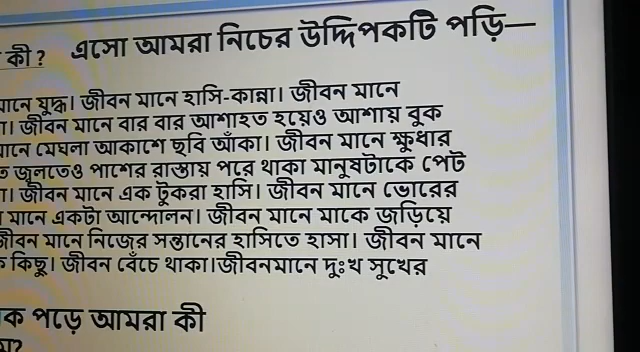 কী? এসো আমরা নিচের উদ্দিপকটি পড়ি—
মানে যুদ্ধ। জীবন মানে হাসি-কান্না। জীবন মানে
জীবন মানে বার বার আশাহত হয়েও আশায় বুক
মানে মেঘলা আকাশে ছবি আঁকা। জীবন মানে ক্ষুধার
জ্বলতেও পাশের রাস্তায় পরে থাকা মানুষটাকে পেট
জীবন মানে এক টুকরা হাসি। জীবন মানে ভোরের
মানে একটা আন্দোলন। জীবন মানে মাকে জড়িয়ে
জীবন মানে নিজের সন্তানের হাসিতে হাসা। জীবন মানে
কিছু। জীবন বেঁচে থাকা।জীবনমানে দুঃখ সুখের
পড়ে আমরা কী